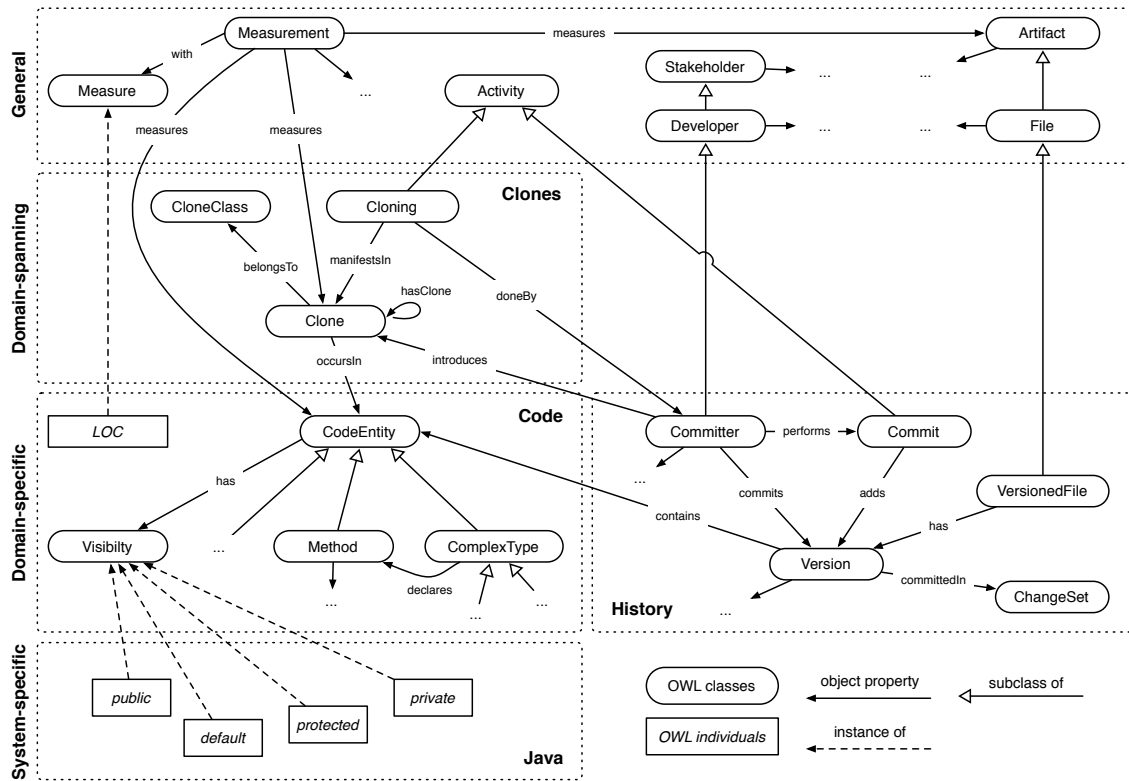 General
Measurement
measures
Artifact
with
Stakeholder
...
...
Measure
...
Activity
measures
measures
Developer
...
...
File
Domain-spanning
Clones
CloneClass
Cloning
belongsTo
manifestsIn
hasClone
doneBy
Clone
occursIn
introduces
Domain-specific
Code
LOC
CodeEntity
Committer
performs
Commit
has
...
commits
adds
VersionedFile
contains
has
Visibilty
...
Method
ComplexType
Version
committedIn
declares
...
...
...
...
ChangeSet
History
System-specific
public
private
default
protected
Java
OWL classes
object property
subclass of
OWL individuals
instance of